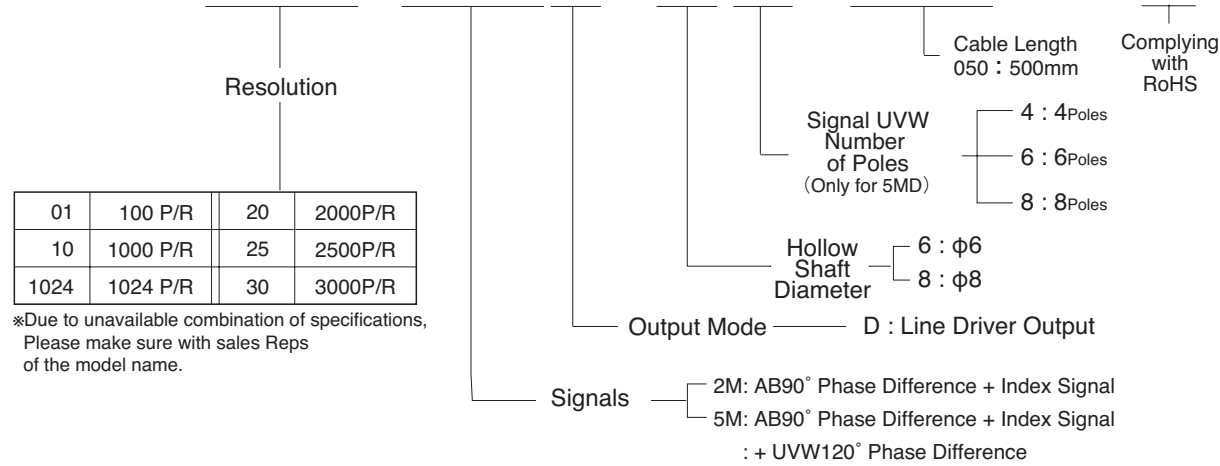 Cable Length
050：500mm
Complying
with
RoHS
Resolution
Signal UVW
Number
of Poles
（Only for 5MD）
4 : 4Poles
6 : 6Poles
8 : 8Poles
01 100 P/R 20 2000P/R
10 1000 P/R 25 2500P/R
1024 1024 P/R 30 3000P/R
※Due to unavailable combination of specifications,
Please make sure with sales Reps
of the model name.
Hollow
Shaft
Diameter
6 : φ6
8 : φ8
Output Mode
D : Line Driver Output
Signals
2M: AB90˚ Phase Difference + Index Signal
5M: AB90˚ Phase Difference + Index Signal
: + UVW120˚ Phase Difference